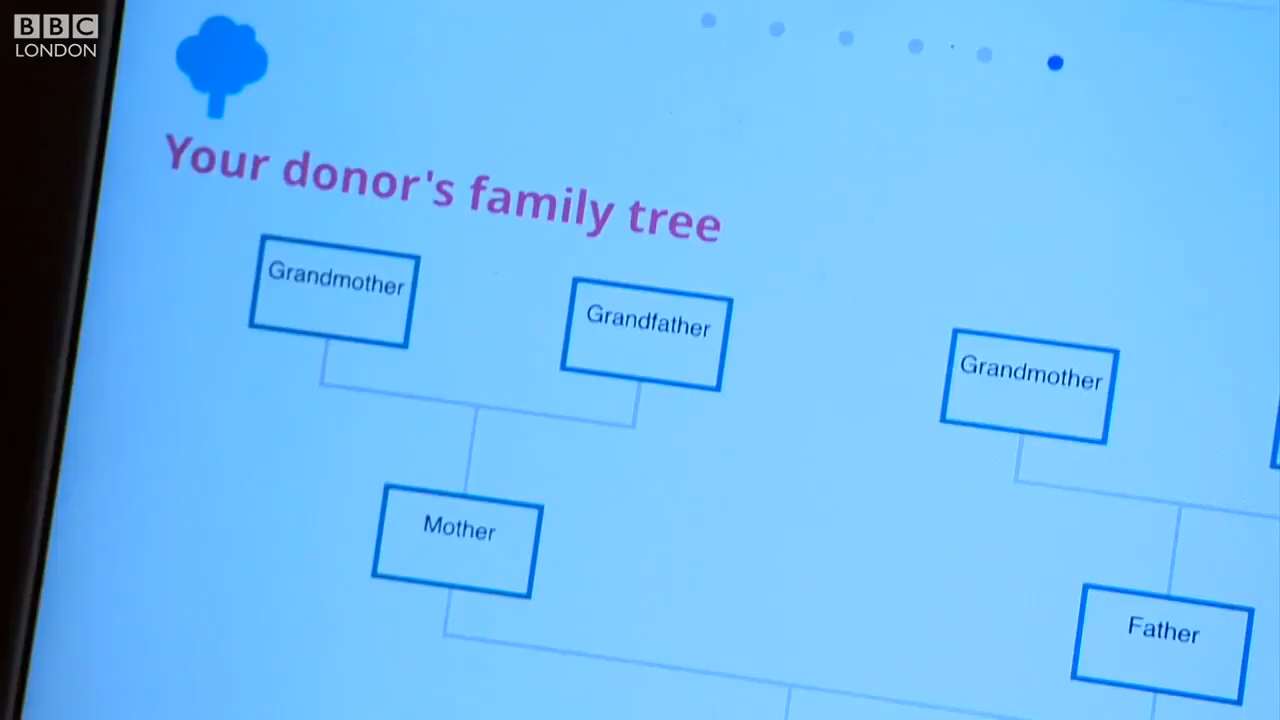 BBC
LONDON
Your donor's family tree
Grandmother
Grandfather
Grandmother
Mother
Father